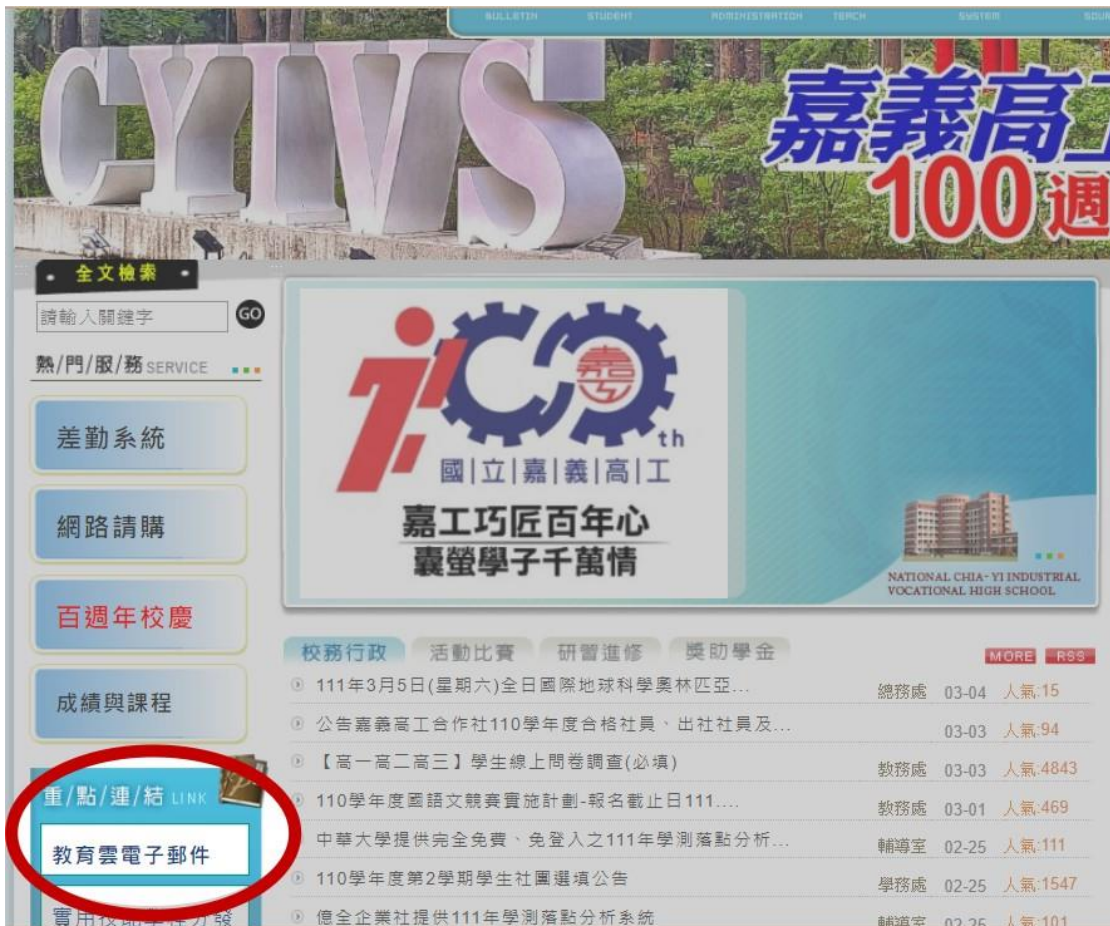 BULLETIN STUDENT ADMINISTRATION TEACH SYSTEM
CYIVS
嘉義高工
100週
全文檢索
請輸入關鍵字 GO
熱/門/服/務 SERVICE
差勤系統
網路請購
百週年校慶
成績與課程
重/點/連/結 LINK
教育雲電子郵件
th
國|立|嘉|義|高|工
嘉工巧匠百年心
囊螢學子千萬情
NATIONAL CHIA-YI INDUSTRIAL
VOCATIONAL HIGH SCHOOL
校務行政 活動比賽 研習進修 獎助學金 MORE RSS
111年3月5日(星期六)全日國際地球科學奧林匹亞... 總務處 03-04 人氣:15
公告嘉義高工合作社110學年度合格社員、出社社員及... 03-03 人氣:94
【高一高二高三】學生線上問卷調查(必填) 教務處 03-03 人氣:4843
110學年度國語文競賽實施計劃-報名截止日111.... 教務處 03-01 人氣:469
中華大學提供完全免費、免登入之111年學測落點分析... 輔導室 02-25 人氣:111
110學年度第2學期學生社團選填公告 學務處 02-25 人氣:1547
億全企業社提供111年學測落點分析系統 輔導室 02-25 人氣:101